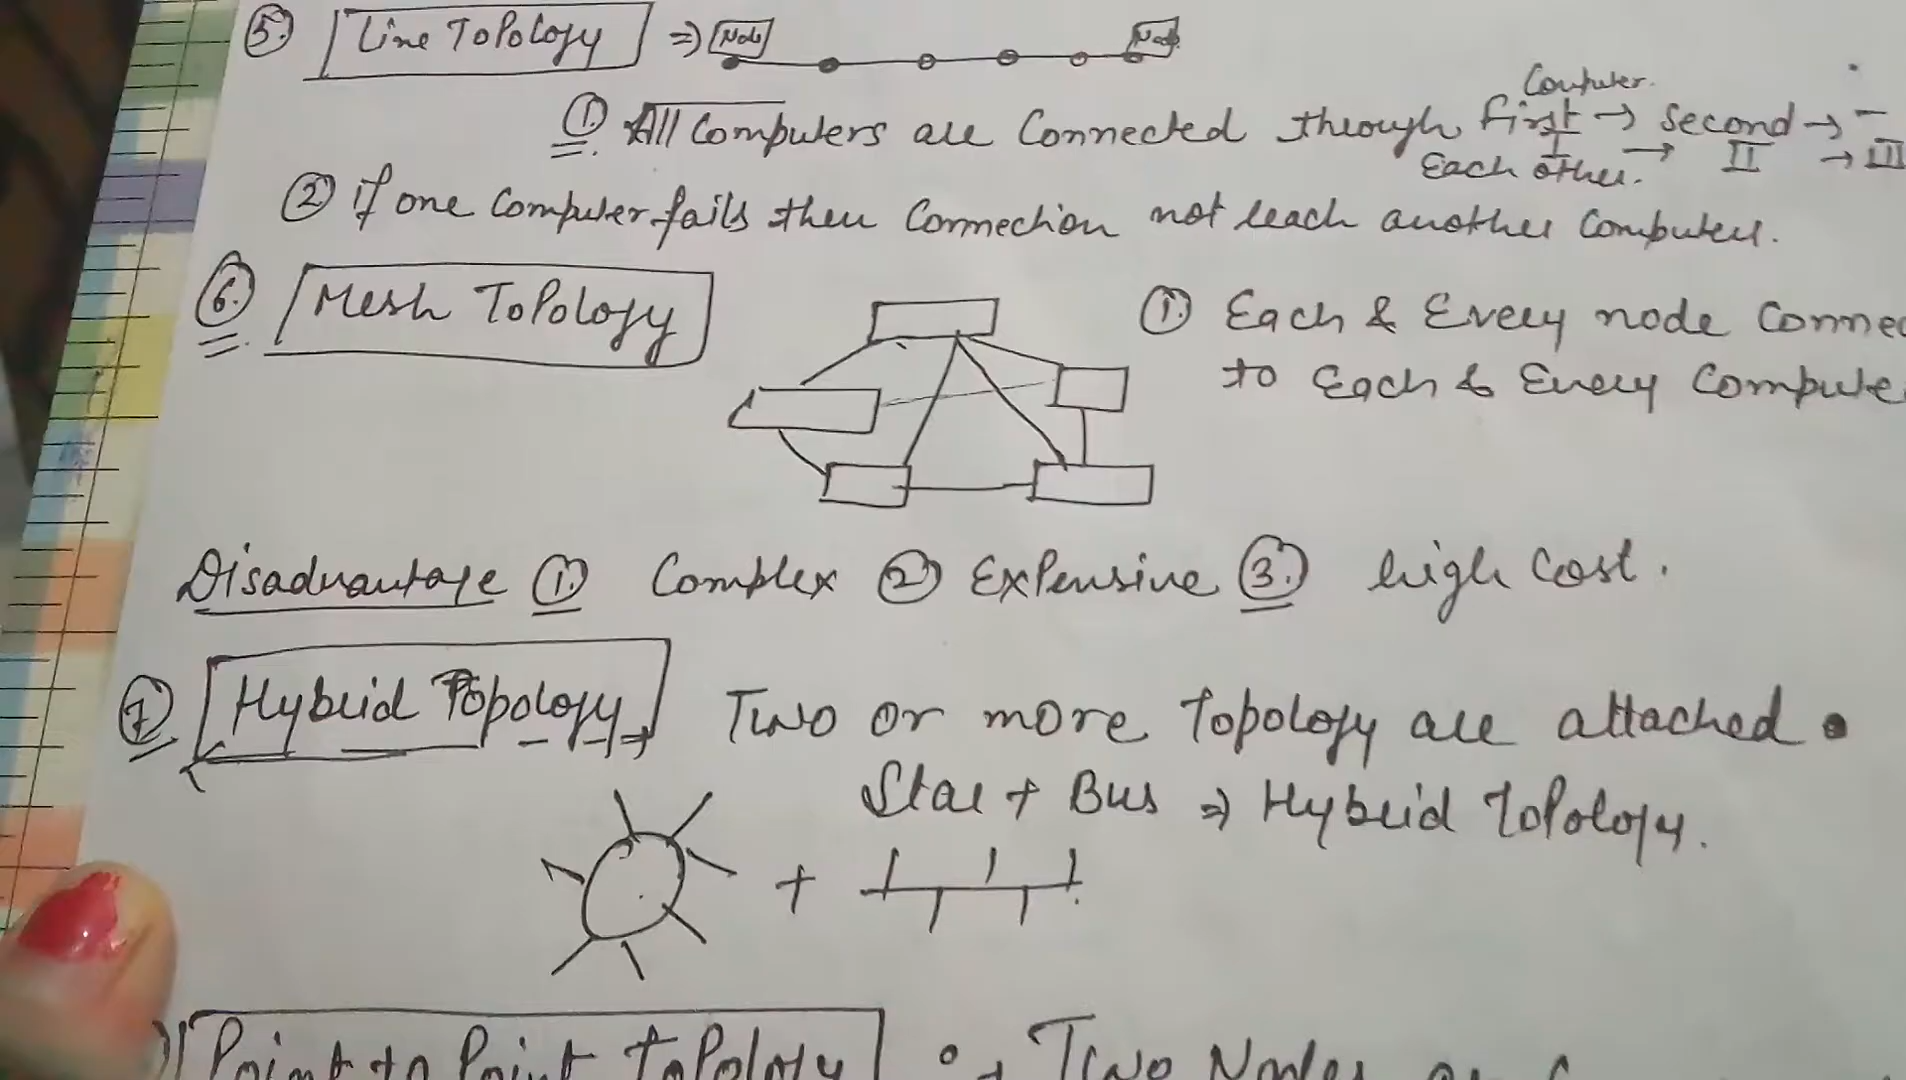 5. Line Topology ⇒ Node Node
Computer.
① All Computers are Connected through first → Second → –
I II → III
Each other. →
② if one Computer fails then Connection not reach another Computer.
6. Mesh Topology
① Each & Every node Connec
to Each & Every Compute
Disadvantage ① Complex ② Expensive ③ high Cost.
7. Hybrid Topology Two or more Topology are attached.
Star + Bus ⇒ Hybrid Topology.
+
Point to Point Topology Two Nodes